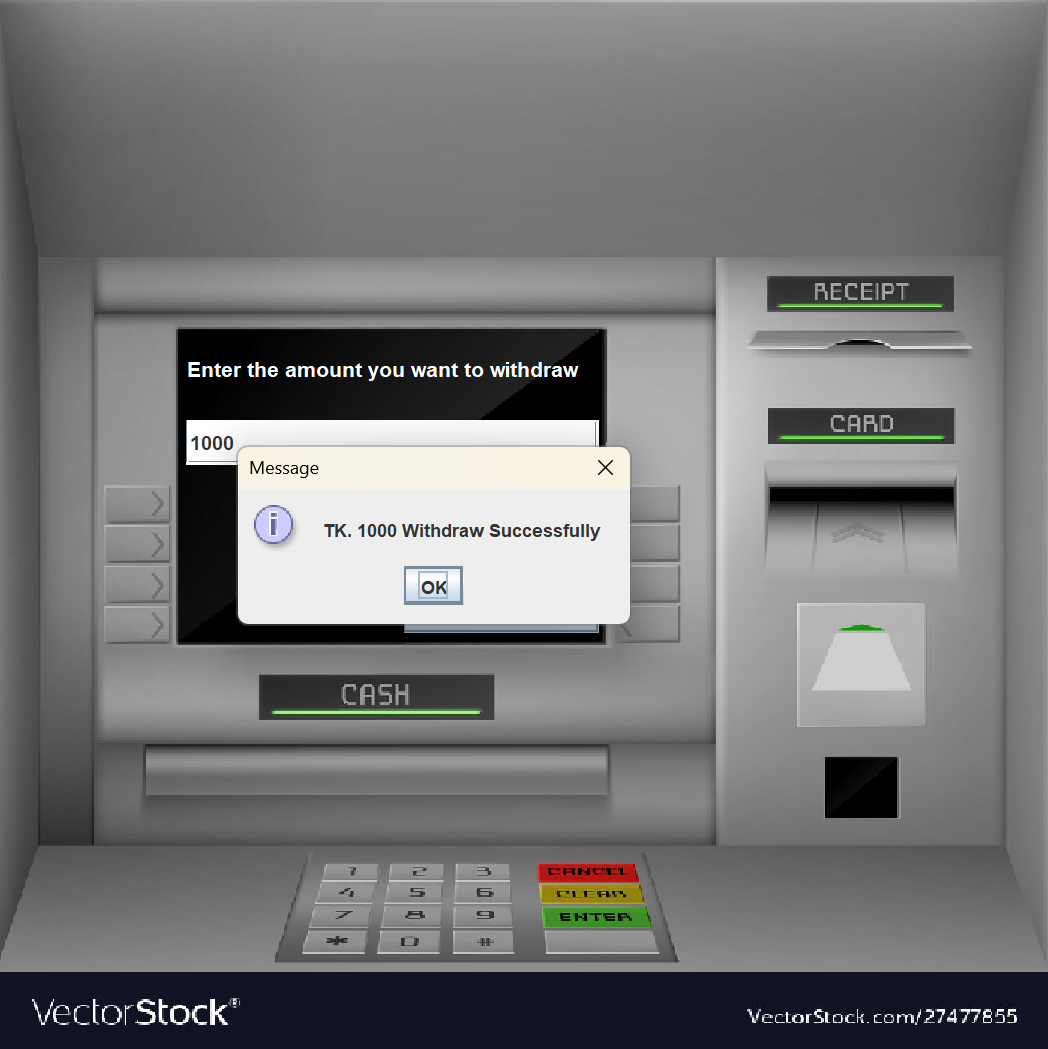 RECEIPT
Enter the amount you want to withdraw
CARD
1000
Message
TK. 1000 Withdraw Successfully
OK
CASH
1 2 3 CANCEL
4 5 6 CLEAR
7 8 9 ENTER
* 0 #
VectorStock®
VectorStock.com/27477855